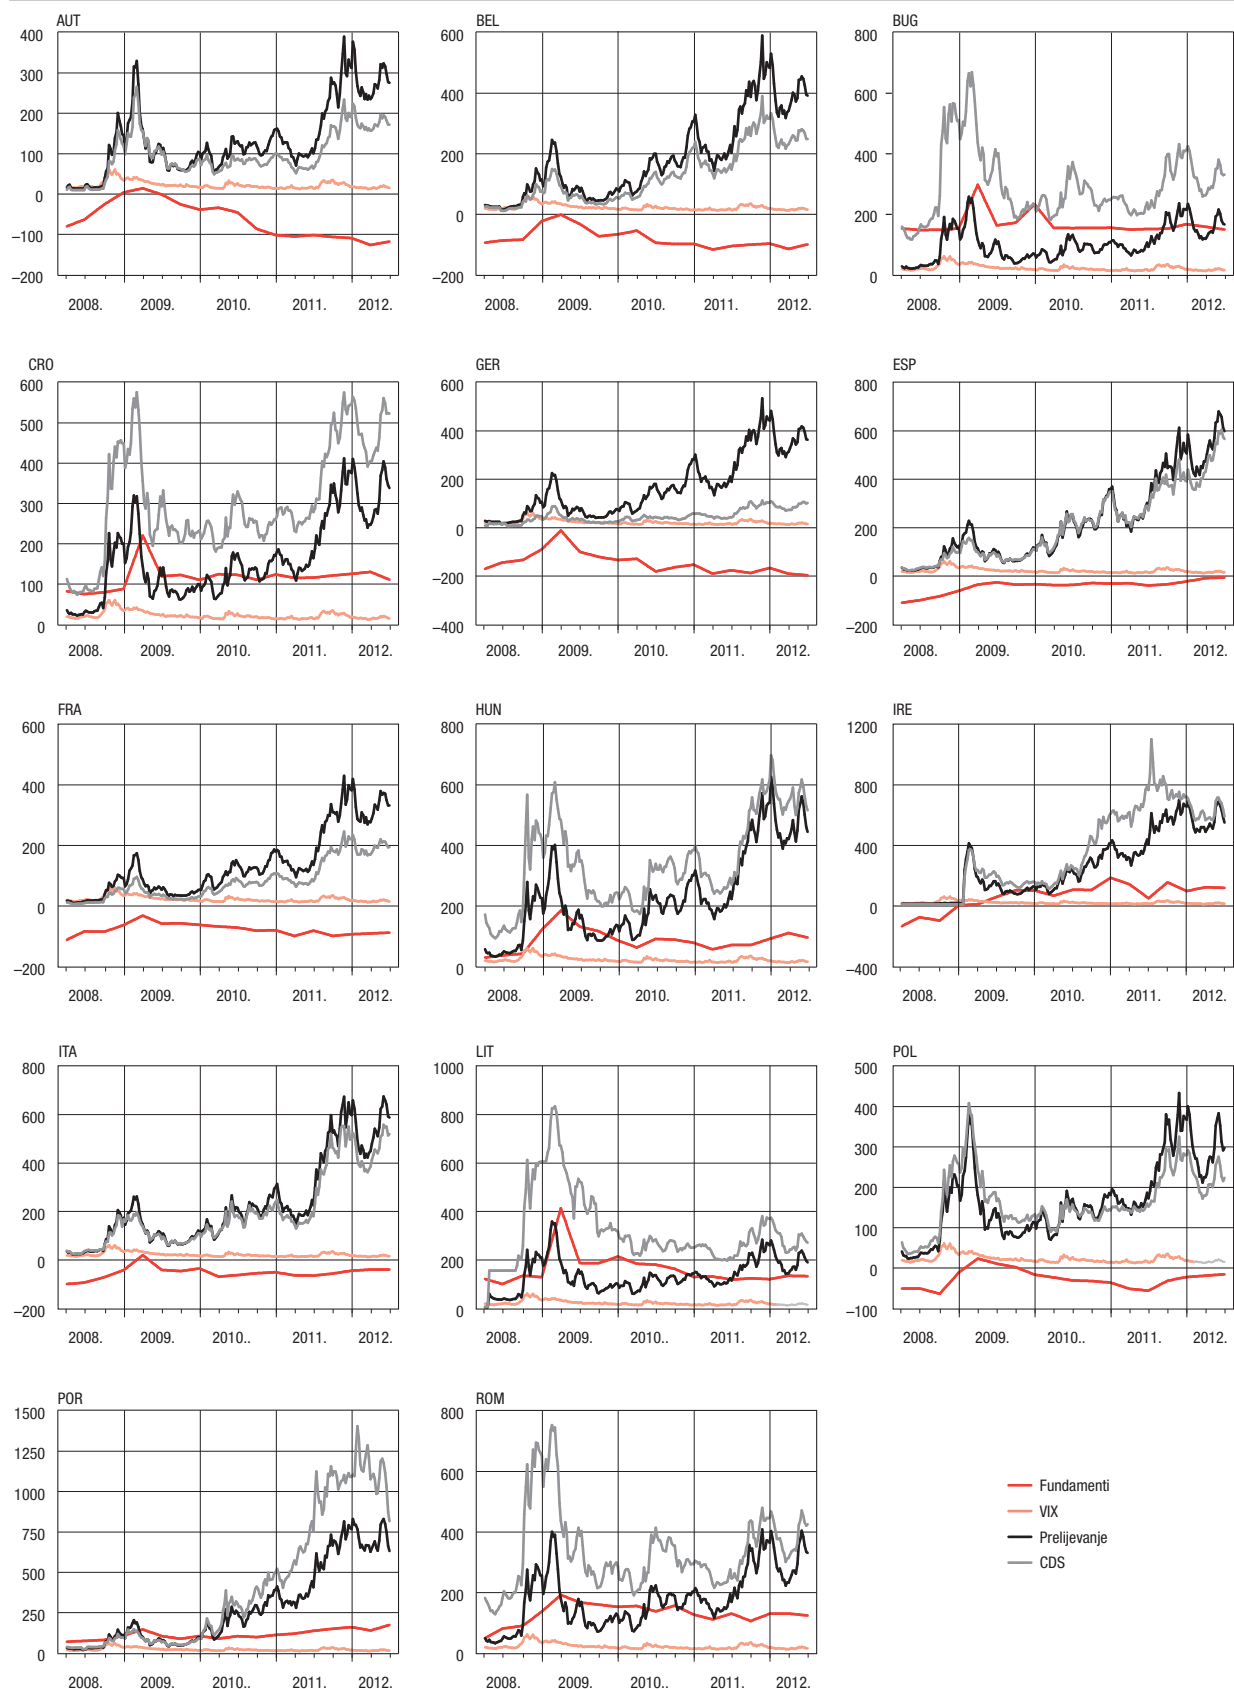 AUT
400
300
200
100
0
–100
–200
2008. 2009. 2010. 2011. 2012.
BEL
600
400
200
0
–200
2008. 2009. 2010. 2011. 2012.
BUG
800
600
400
200
0
2008. 2009. 2010. 2011. 2012.
CRO
600
500
400
300
200
100
0
2008. 2009. 2010. 2011. 2012.
GER
600
400
200
0
–200
–400
2008. 2009. 2010. 2011. 2012.
ESP
800
600
400
200
0
–200
2008. 2009. 2010. 2011. 2012.
FRA
600
400
200
0
–200
2008. 2009. 2010. 2011. 2012.
HUN
800
600
400
200
0
2008. 2009. 2010. 2011. 2012.
IRE
1200
800
400
0
–400
2008. 2009. 2010. 2011. 2012.
ITA
800
600
400
200
0
–200
2008. 2009. 2010.. 2011. 2012.
LIT
1000
800
600
400
200
0
2008. 2009. 2010.. 2011. 2012.
POL
500
400
300
200
100
0
–100
2008. 2009. 2010.. 2011. 2012.
POR
1500
1250
1000
750
500
250
0
2008. 2009. 2010.. 2011. 2012.
ROM
800
600
400
200
0
2008. 2009. 2010.. 2011. 2012.
Fundamenti
VIX
Prelijevanje
CDS